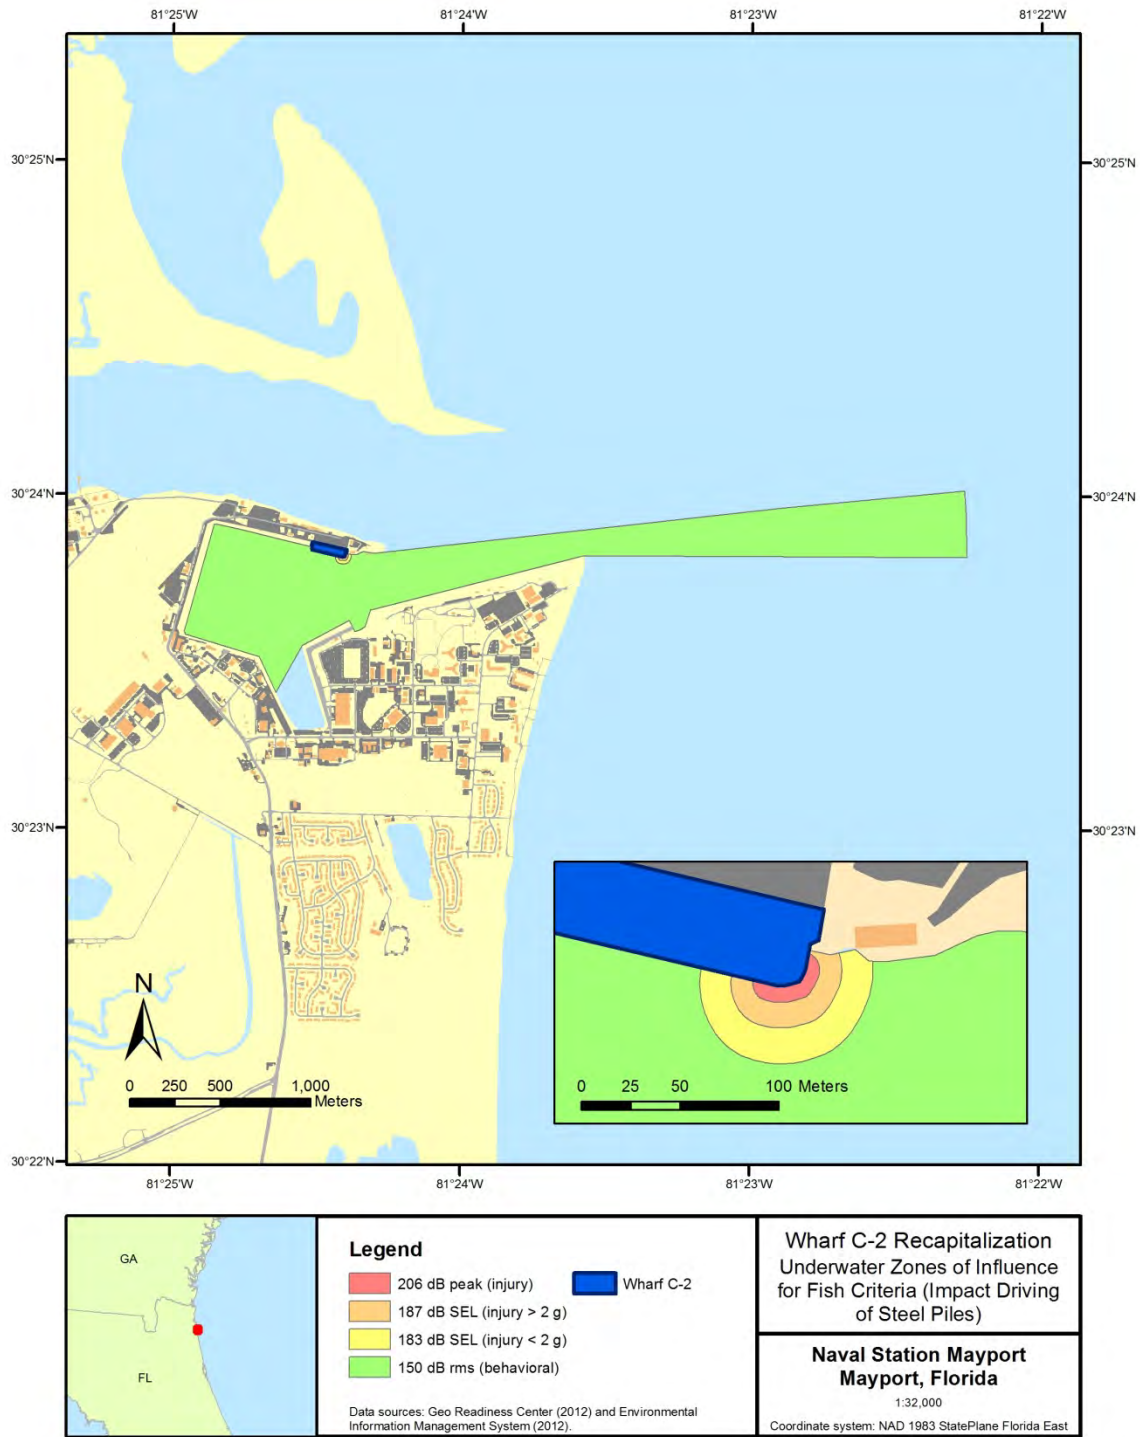 81°25'W 81°24'W 81°23'W 81°22'W
30°25'N 30°25'N
30°24'N 30°24'N
30°23'N 30°23'N
N
0 250 500 1,000
Meters
0 25 50 100 Meters
30°22'N 30°22'N
81°25'W 81°24'W 81°23'W 81°22'W
GA
FL
Legend
206 dB peak (injury)
187 dB SEL (injury > 2 g)
183 dB SEL (injury < 2 g)
150 dB rms (behavioral)
Wharf C-2
Data sources: Geo Readiness Center (2012) and Environmental
Information Management System (2012).
Wharf C-2 Recapitalization
Underwater Zones of Influence
for Fish Criteria (Impact Driving
of Steel Piles)
Naval Station Mayport
Mayport, Florida
1:32,000
Coordinate system: NAD 1983 StatePlane Florida East